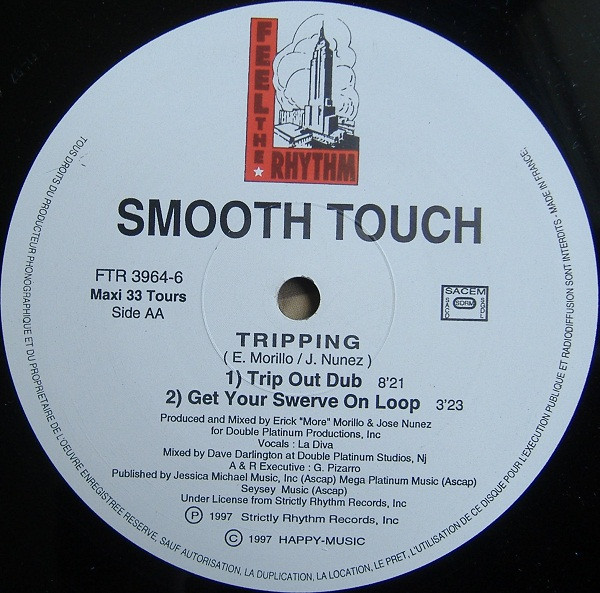 FEEL THE
RHYTHM
SMOOTH TOUCH
FTR 3964-6
Maxi 33 Tours
Side AA
SACEM
SACD
SDRM
SGDL
TRIPPING
( E. Morillo / J. Nunez )
1) Trip Out Dub 8'21
2) Get Your Swerve On Loop 3'23
Produced and Mixed by Erick "More" Morillo & Jose Nunez
for Double Platinum Productions, Inc
Vocals : La Diva
Mixed by Dave Darlington at Double Platinum Studios, Nj
A & R Executive : G. Pizarro
Published by Jessica Michael Music, Inc (Ascap) Mega Platinum Music (Ascap)
Seysey Music (Ascap)
Under License from Strictly Rhythm Records, Inc
℗ 1997 Strictly Rhythm Records, Inc
© 1997 HAPPY-MUSIC
TOUS DROITS DU PRODUCTEUR PHONOGRAPHIQUE ET DU PROPRIETAIRE DE L'OEUVRE ENREGISTREE RESERVE, SAUF AUTORISATION, LA DUPLICATION, LA LOCATION, LE PRET, L'UTILISATION DE CE DISQUE POUR L'EXECUTION PUBLIQUE ET RADIODIFFUSION SONT INTERDITS - MADE IN FRANCE.